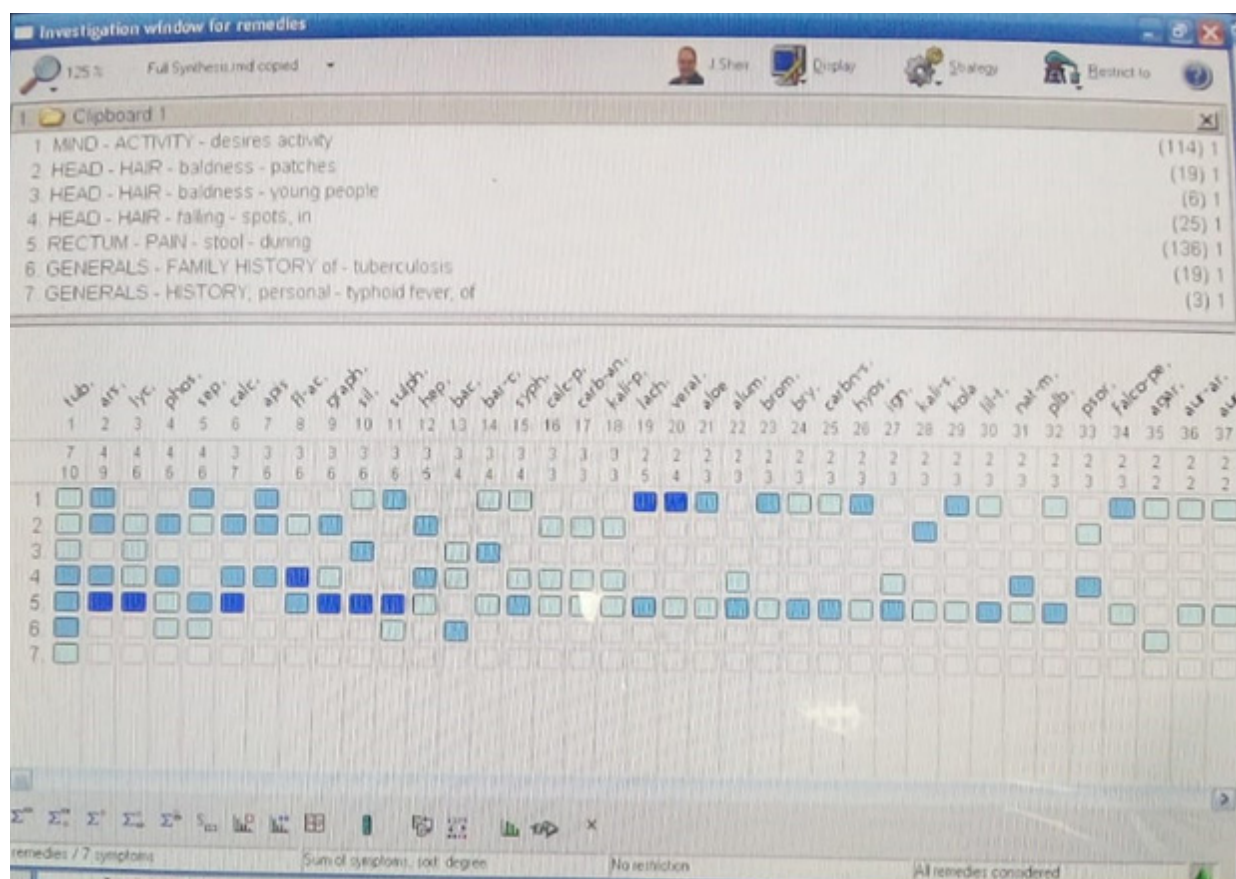 Investigation window for remedies
125 % Full Synthesis.rmd copied J Sherr Display Strategy Restrict to
1 Clipboard 1
1 MIND - ACTIVITY - desires activity (114) 1
2 HEAD - HAIR - baldness - patches (19) 1
3 HEAD - HAIR - baldness - young people (6) 1
4. HEAD - HAIR - falling - spots, in (25) 1
5 RECTUM - PAIN - stool - during (136) 1
6. GENERALS - FAMILY HISTORY of - tuberculosis (19) 1
7 GENERALS - HISTORY, personal - typhoid fever, of (3) 1
tub. ars. lyc. phos. sep. calc. apis fl-ac. graph. sil. sulph. hep. bac. bar-c. syph. calc-p. carb-an. kali-p. lach. verat. aloe alum. brom. bry. carbn-s. hyos. ign. kali-s. kola lil-t. nat-m. plb. psor. falco-pe. agar. aur-ar.
1 2 3 4 5 6 7 8 9 10 11 12 13 14 15 16 17 18 19 20 21 22 23 24 25 26 27 28 29 30 31 32 33 34 35 36 37
7 4 4 4 4 3 3 3 3 3 3 3 3 3 3 3 3 3 2 2 2 2 2 2 2 2 2 2 2 2 2 2 2 2 2 2 2
10 9 6 6 6 7 6 6 6 6 6 5 4 4 4 3 3 3 5 4 3 3 3 3 3 3 3 3 3 3 3 3 3 3 2 2 2
1
2
3
4
5
6
7.
remedies / 7 symptoms Sum of symptoms, sort: degree No restriction All remedies considered